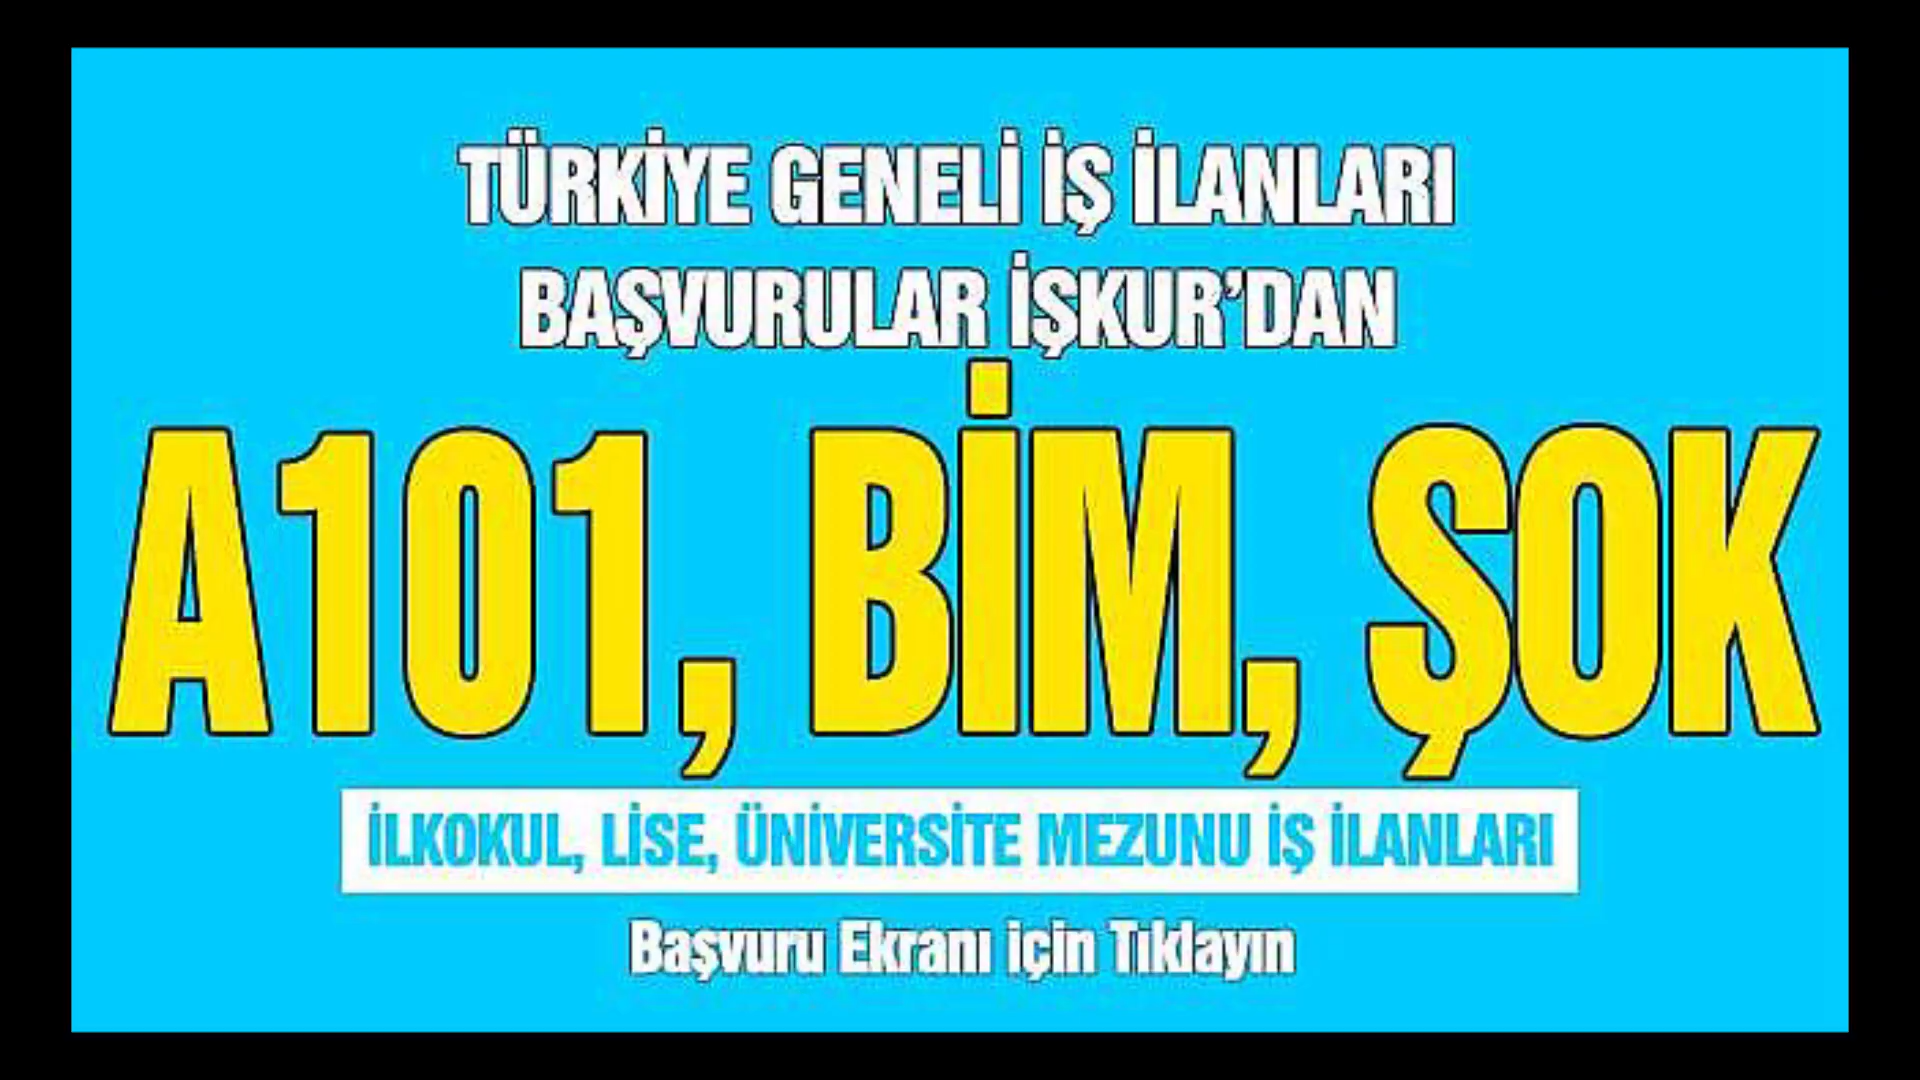 TÜRKİYE GENELİ İŞ İLANLARI
BAŞVURULAR İŞKUR'DAN
A101, BİM, ŞOK
İLKOKUL, LİSE, ÜNİVERSİTE MEZUNU İŞ İLANLARI
Başvuru Ekranı için Tıklayın